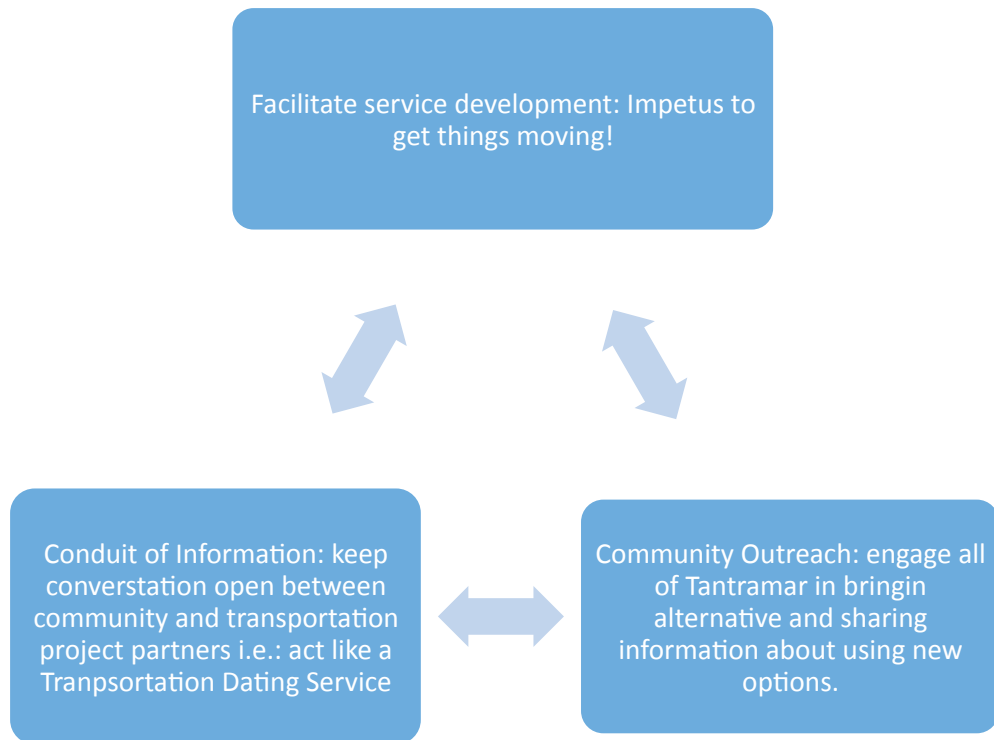 Facilitate service development: Impetus to
get things moving!
Conduit of Information: keep
converstation open between
community and transportation
project partners i.e.: act like a
Tranpsortation Dating Service
Community Outreach: engage all
of Tantramar in bringin
alternative and sharing
information about using new
options.